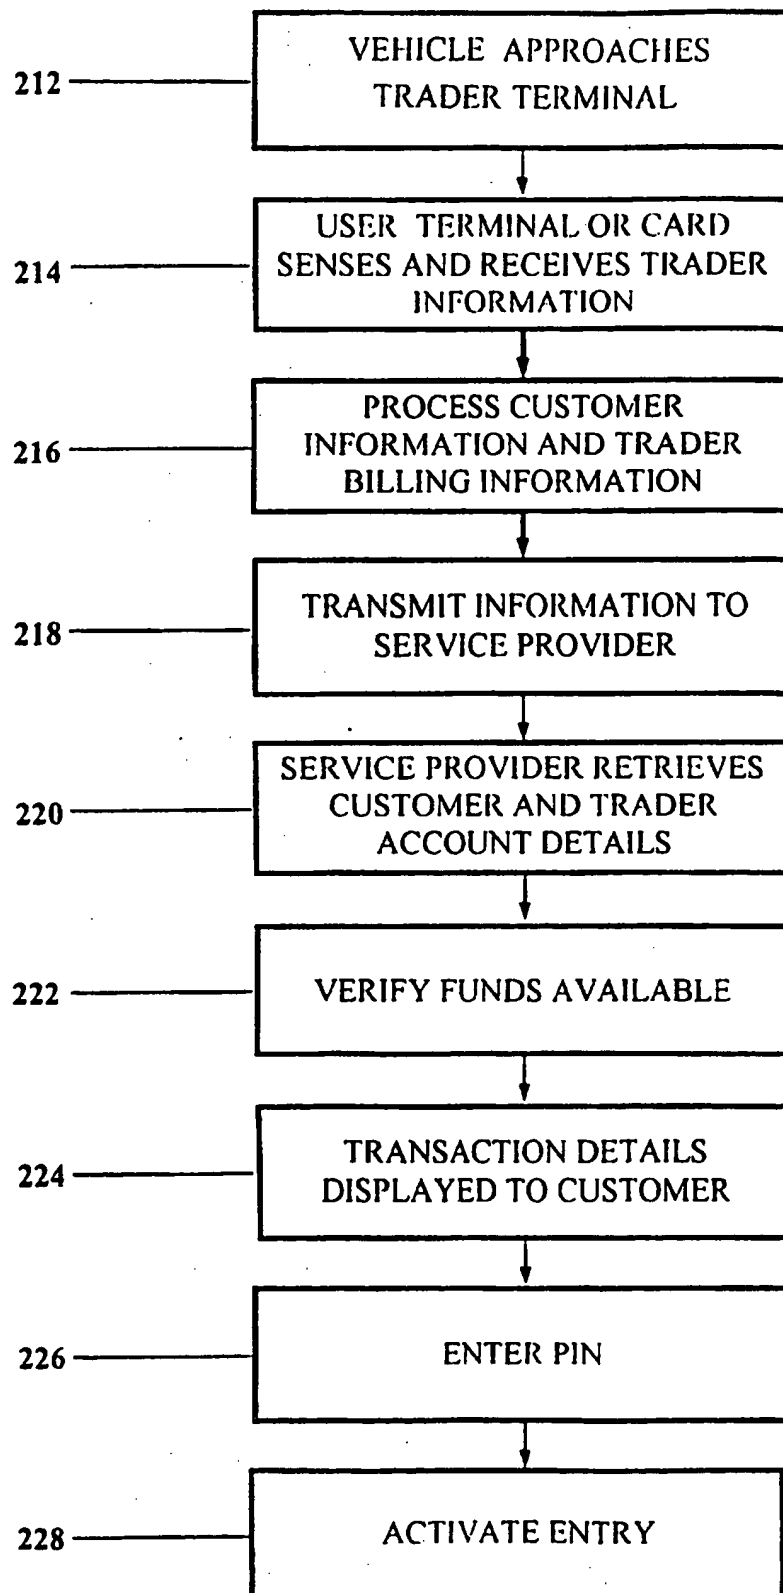 212
VEHICLE APPROACHES
TRADER TERMINAL
214
USER TERMINAL OR CARD
SENSES AND RECEIVES TRADER
INFORMATION
216
PROCESS CUSTOMER
INFORMATION AND TRADER
BILLING INFORMATION
218
TRANSMIT INFORMATION TO
SERVICE PROVIDER
220
SERVICE PROVIDER RETRIEVES
CUSTOMER AND TRADER
ACCOUNT DETAILS
222
VERIFY FUNDS AVAILABLE
224
TRANSACTION DETAILS
DISPLAYED TO CUSTOMER
226
ENTER PIN
228
ACTIVATE ENTRY